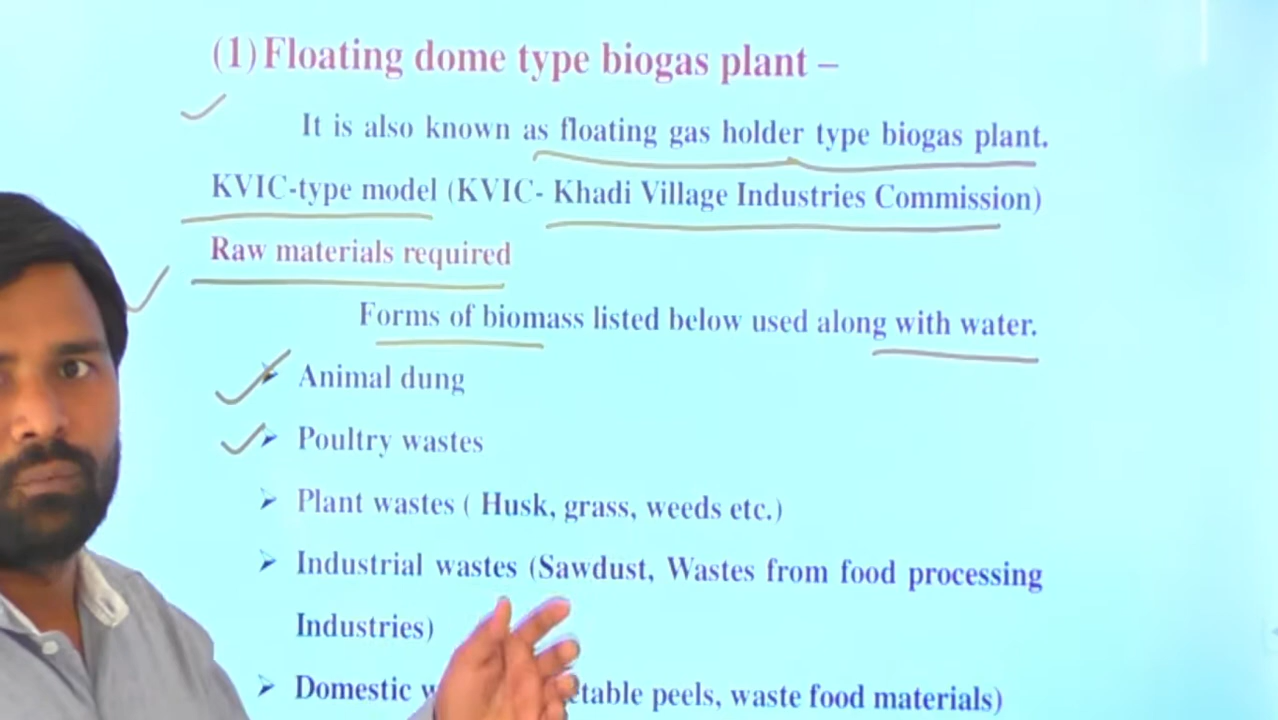 (1) Floating dome type biogas plant –
It is also known as floating gas holder type biogas plant.
KVIC-type model (KVIC- Khadi Village Industries Commission)
Raw materials required
Forms of biomass listed below used along with water.
➢ Animal dung
➢ Poultry wastes
➢ Plant wastes ( Husk, grass, weeds etc.)
➢ Industrial wastes (Sawdust, Wastes from food processing
Industries)
➢ Domestic peels, waste food materials)